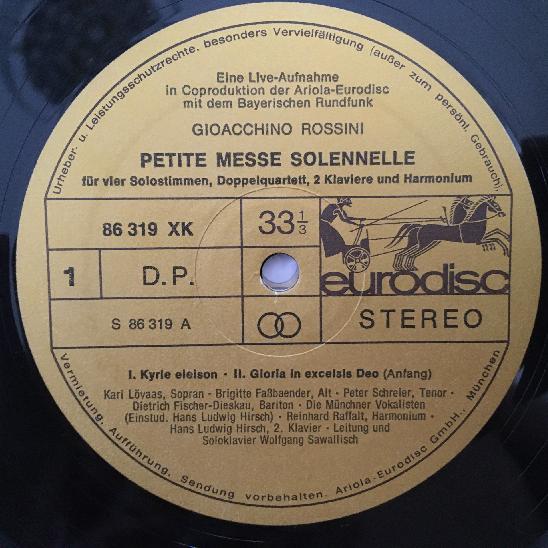 Urheber- u. Leistungsschutzrechte, besonders Vervielfältigung (außer zum persönl. Gebrauch),
Eine Live-Aufnahme
in Coproduktion der Ariola-Eurodisc
mit dem Bayerischen Rundfunk
GIOACCHINO ROSSINI
PETITE MESSE SOLENNELLE
für vier Solostimmen, Doppelquartett, 2 Klaviere und Harmonium
86 319 XK
33 1/3
eurodisc
1
D.P.
S 86 319 A
STEREO
I. Kyrie eleison · II. Gloria in excelsis Deo (Anfang)
Kari Lövaas, Sopran - Brigitte Faßbaender, Alt - Peter Schreier, Tenor -
Dietrich Fischer-Dieskau, Bariton - Die Münchner Vokalisten
(Einstud. Hans Ludwig Hirsch) - Reinhard Raffalt, Harmonium -
Hans Ludwig Hirsch, 2. Klavier - Leitung und
Soloklavier Wolfgang Sawallisch
Vermietung, Aufführung, Sendung vorbehalten. Ariola-Eurodisc GmbH., München